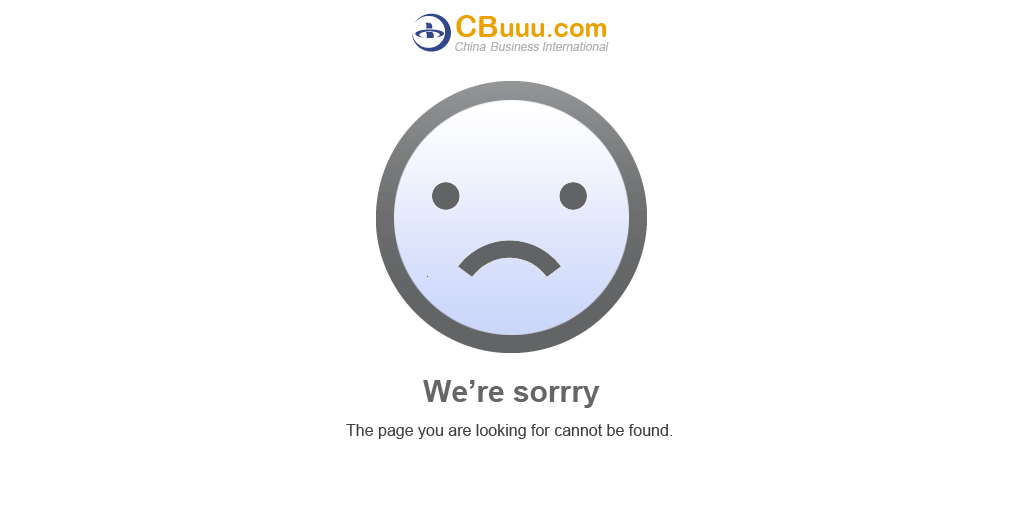 CBuuu.com
China Business International
We’re sorrry
The page you are looking for cannot be found.